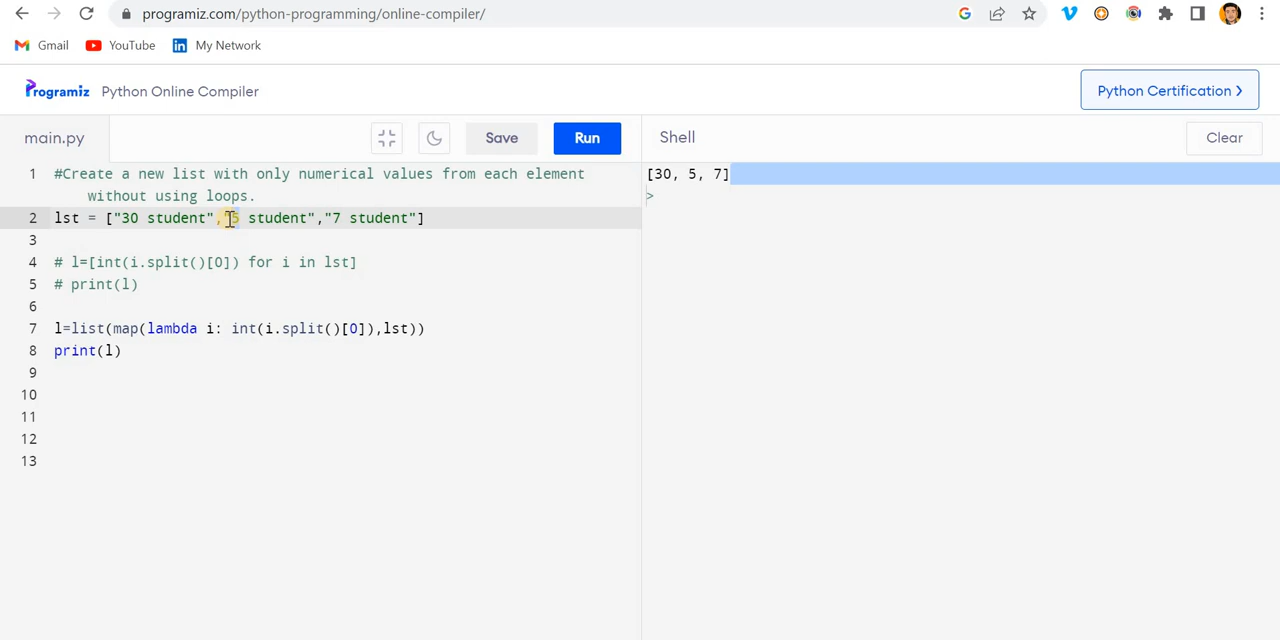 programiz.com/python-programming/online-compiler/
Gmail YouTube My Network
Programiz Python Online Compiler Python Certification
main.py Save Run Shell Clear
1 #Create a new list with only numerical values from each element
without using loops.
2 lst = ["30 student","5 student","7 student"]
3
4 # l=[int(i.split()[0]) for i in lst]
5 # print(l)
6
7 l=list(map(lambda i: int(i.split()[0]),lst))
8 print(l)
9
10
11
12
13
[30, 5, 7]
>